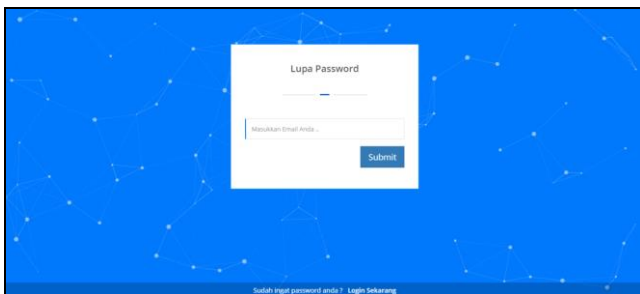 Lupa Password
Masukkan Email Anda ...
Submit
Sudah ingat password anda ? Login Sekarang